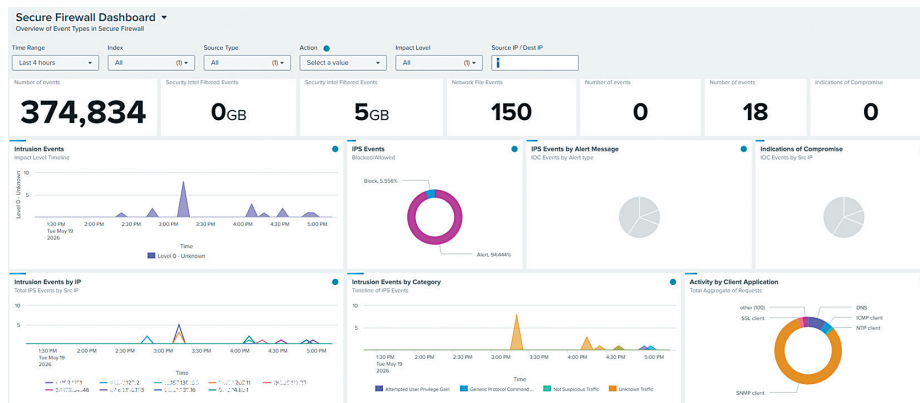 Secure Firewall Dashboard
Overview of Event Types in Secure Firewall
Time Range Index Source Type Action Impact Level Source IP / Dest IP
Last 4 hours All (1) All (1) Select a value All (1)
Number of events Security Intel Filtered Events Security Intel Filtered Events Network File Events Number of events Number of events Indications of Compromise
374,834 0GB 5GB 150 0 18 0
Intrusion Events
Impact Level Timeline
Level 0 - Unknown
10
5
1:30 PM 2:00 PM 2:30 PM 3:00 PM 3:30 PM 4:00 PM 4:30 PM 5:00 PM
Tue May 19
2026
Time
Level 0 - Unknown
IPS Events
Blocked/Allowed
Block, 5.556%
Alert, 94.444%
IPS Events by Alert Message
IOC Events by Alert type
Indications of Compromise
IOC Events by Src IP
Intrusion Events by IP
Total IPS Events by Src IP
10
5
1:30 PM 2:00 PM 2:30 PM 3:00 PM 3:30 PM 4:00 PM 4:30 PM 5:00 PM
Tue May 19
2026
Time
Intrusion Events by Category
Timeline of IPS Events
10
5
1:30 PM 2:00 PM 2:30 PM 3:00 PM 3:30 PM 4:00 PM 4:30 PM 5:00 PM
Tue May 19
2026
Time
Attempted User Privilege Gain Generic Protocol Command ... Not Suspicious Traffic Unknown Traffic
Activity by Client Application
Total Aggregate of Requests
other (100) DNS
SSL client ICMP client
NTP client
SNMP client